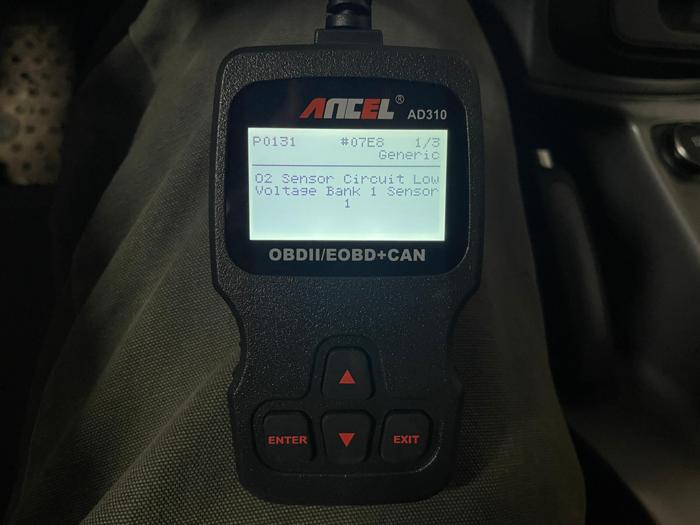 ANCEL®
AD310
P0131 #07E8 1/3
Generic
O2 Sensor Circuit Low
Voltage Bank 1 Sensor
1
OBDII/EOBD+CAN
ENTER EXIT